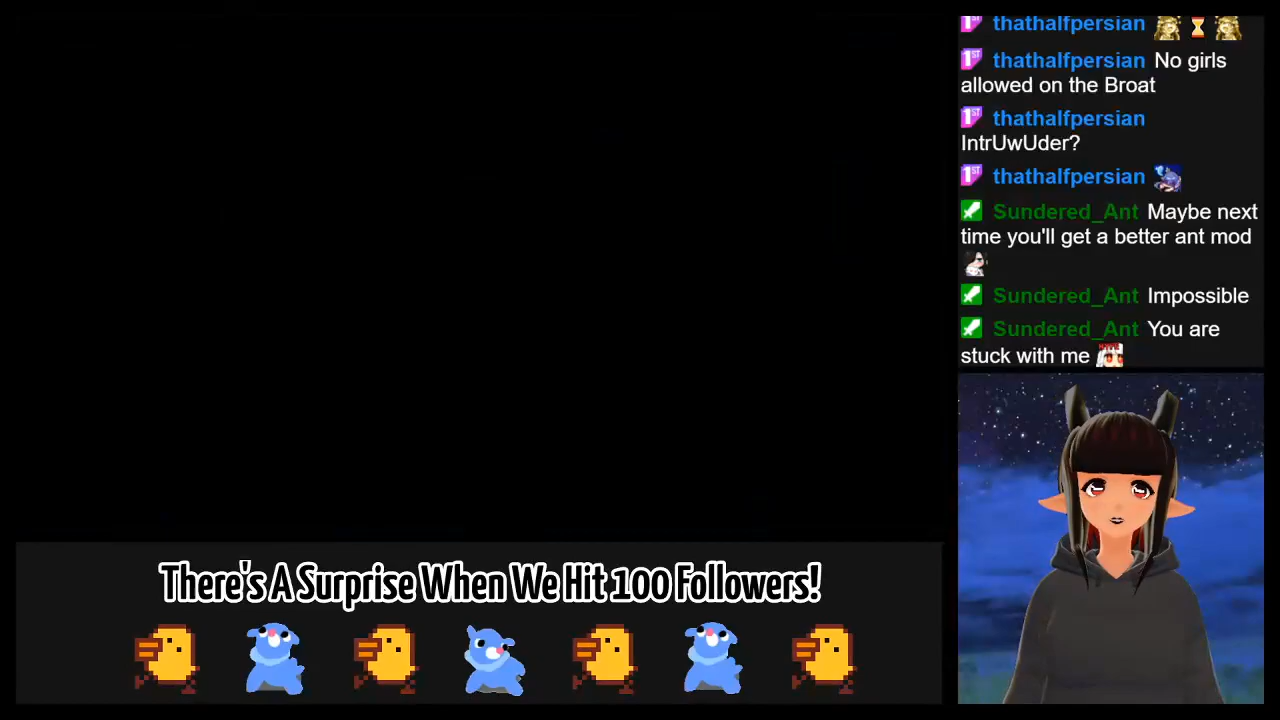 thathalfpersian
thathalfpersian No girls
allowed on the Broat
thathalfpersian
IntrUwUder?
thathalfpersian
Sundered_Ant Maybe next
time you'll get a better ant mod
Sundered_Ant Impossible
Sundered_Ant You are
stuck with me
There's A Surprise When We Hit 100 Followers!